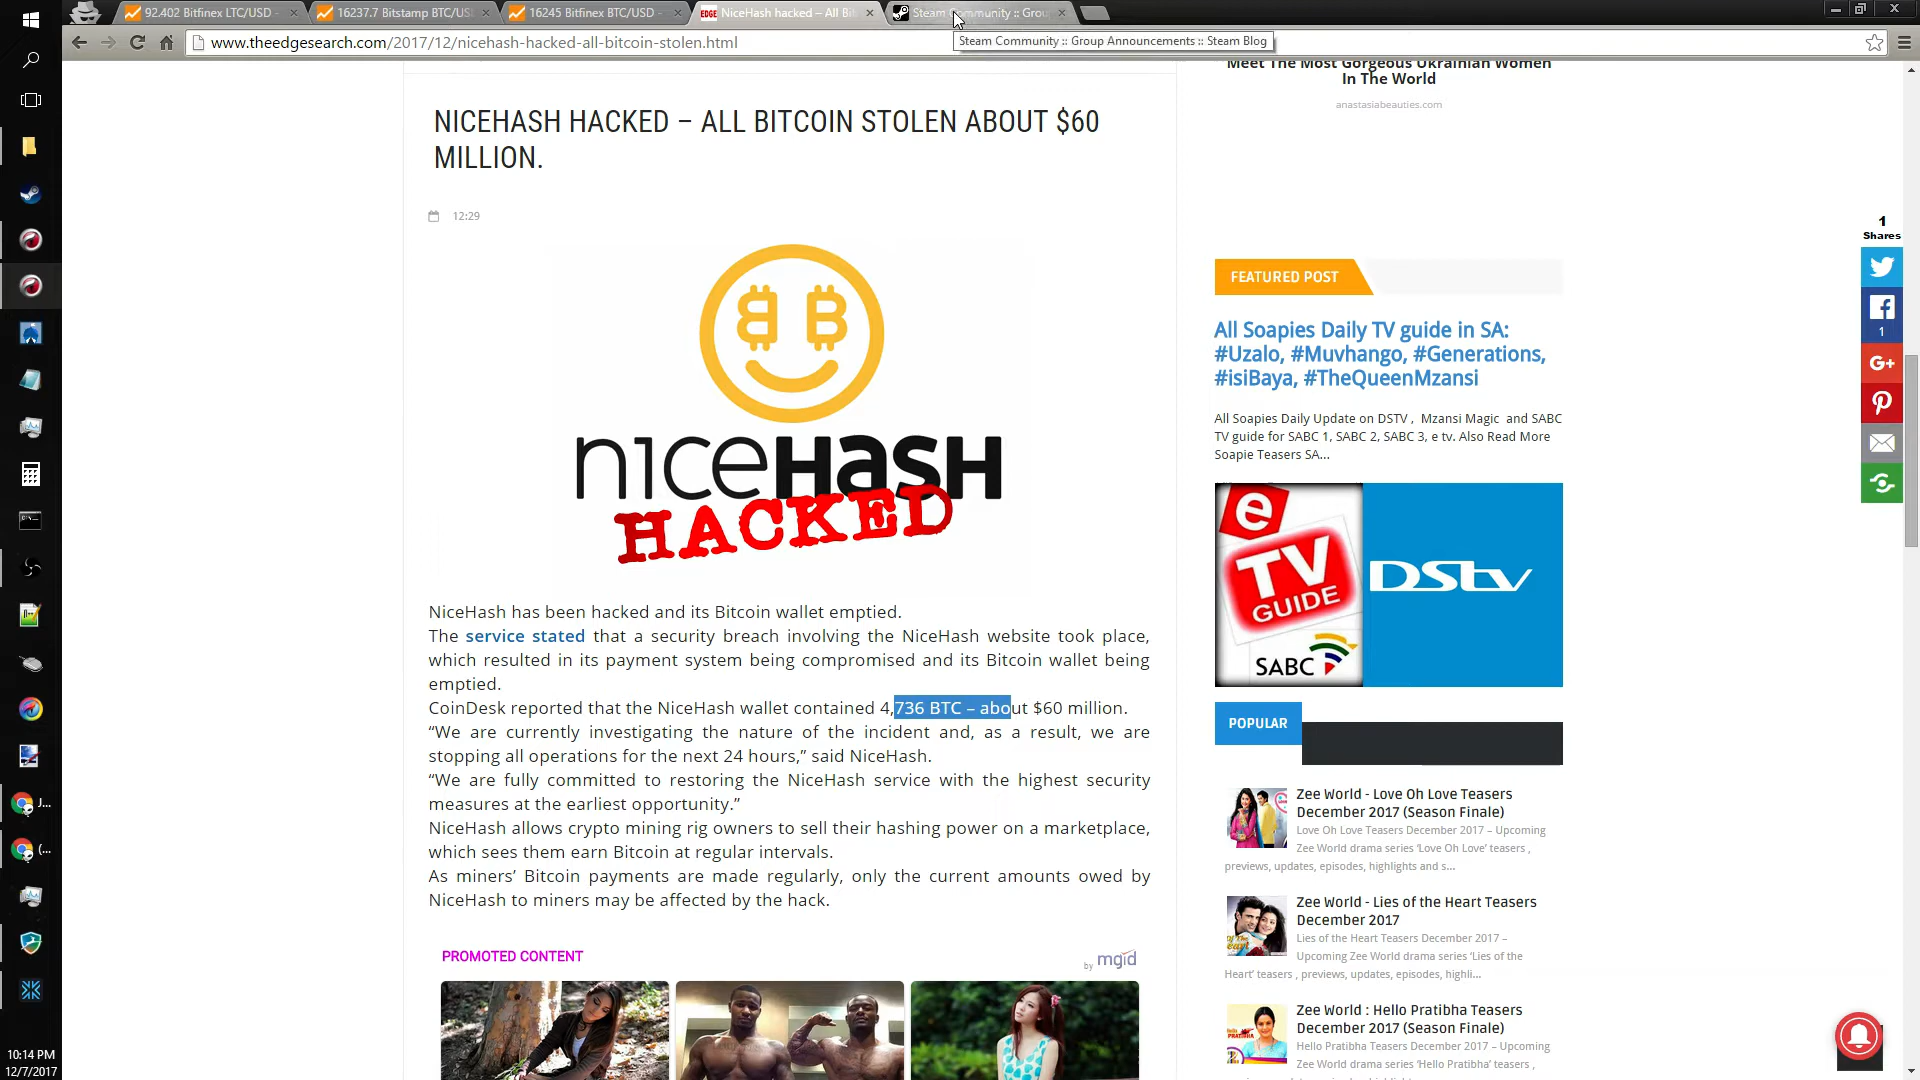 92.402 Bitfinex LTC/USD -
16237.7 Bitstamp BTC/US
16245 Bitfinex BTC/USD -
EDGE NiceHash hacked – All Bi
Steam Community :: Grou
www.theedgesearch.com/2017/12/nicehash-hacked-all-bitcoin-stolen.html
Steam Community :: Group Announcements :: Steam Blog
NICEHASH HACKED – ALL BITCOIN STOLEN ABOUT $60
MILLION.
12:29
nıceHasH
HACKED
NiceHash has been hacked and its Bitcoin wallet emptied.
The service stated that a security breach involving the NiceHash website took place,
which resulted in its payment system being compromised and its Bitcoin wallet being
emptied.
CoinDesk reported that the NiceHash wallet contained 4,736 BTC – about $60 million.
“We are currently investigating the nature of the incident and, as a result, we are
stopping all operations for the next 24 hours,” said NiceHash.
“We are fully committed to restoring the NiceHash service with the highest security
measures at the earliest opportunity.”
NiceHash allows crypto mining rig owners to sell their hashing power on a marketplace,
which sees them earn Bitcoin at regular intervals.
As miners’ Bitcoin payments are made regularly, only the current amounts owed by
NiceHash to miners may be affected by the hack.
PROMOTED CONTENT
by mgid
Meet The Most Gorgeous Ukrainian Women
In The World
anastasiabeauties.com
FEATURED POST
All Soapies Daily TV guide in SA:
#Uzalo, #Muvhango, #Generations,
#isiBaya, #TheQueenMzansi
All Soapies Daily Update on DSTV , Mzansi Magic and SABC
TV guide for SABC 1, SABC 2, SABC 3, e tv. Also Read More
Soapie Teasers SA...
e
TV
GUIDE
SABC
DStv
POPULAR
Zee World - Love Oh Love Teasers
December 2017 (Season Finale)
Love Oh Love Teasers December 2017 – Upcoming
Zee World drama series ‘Love Oh Love’ teasers ,
previews, updates, episodes, highlights and s...
Zee World - Lies of the Heart Teasers
December 2017
Lies of the Heart Teasers December 2017 –
Upcoming Zee World drama series ‘Lies of the
Heart’ teasers , previews, updates, episodes, highli...
Zee World : Hello Pratibha Teasers
December 2017 (Season Finale)
Hello Pratibha Teasers December 2017 – Upcoming
Zee World drama series ‘Hello Pratibha’ teasers ,
1
Shares
1
G+
J...
(...
10:14 PM
12/7/2017